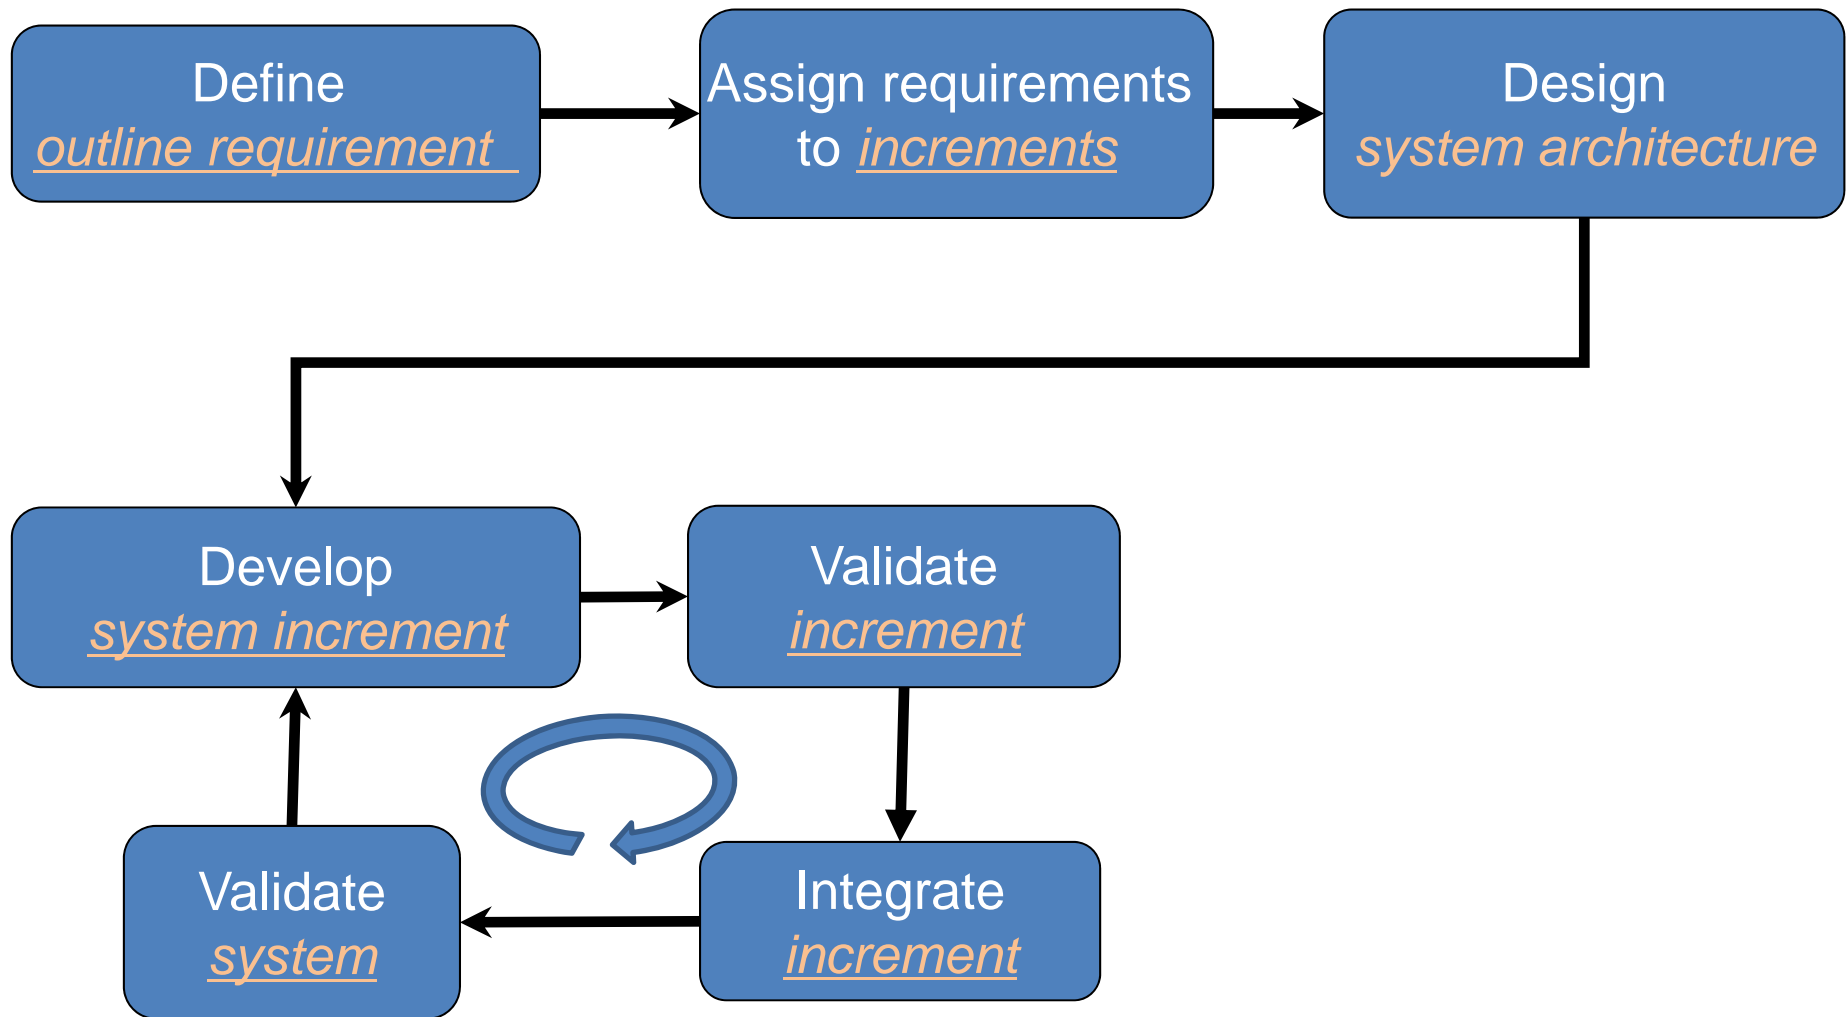 Define
outline requirement
Assign requirements
to increments
Design
system architecture
Develop
system increment
Validate
increment
Validate
system
Integrate
increment